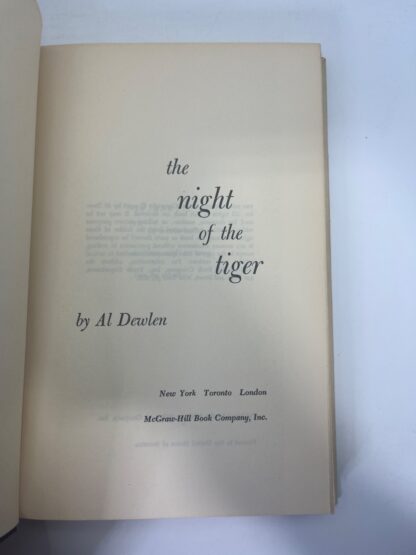 the
night
of the
tiger
by Al Dewlen
New York Toronto London
McGraw-Hill Book Company, Inc.